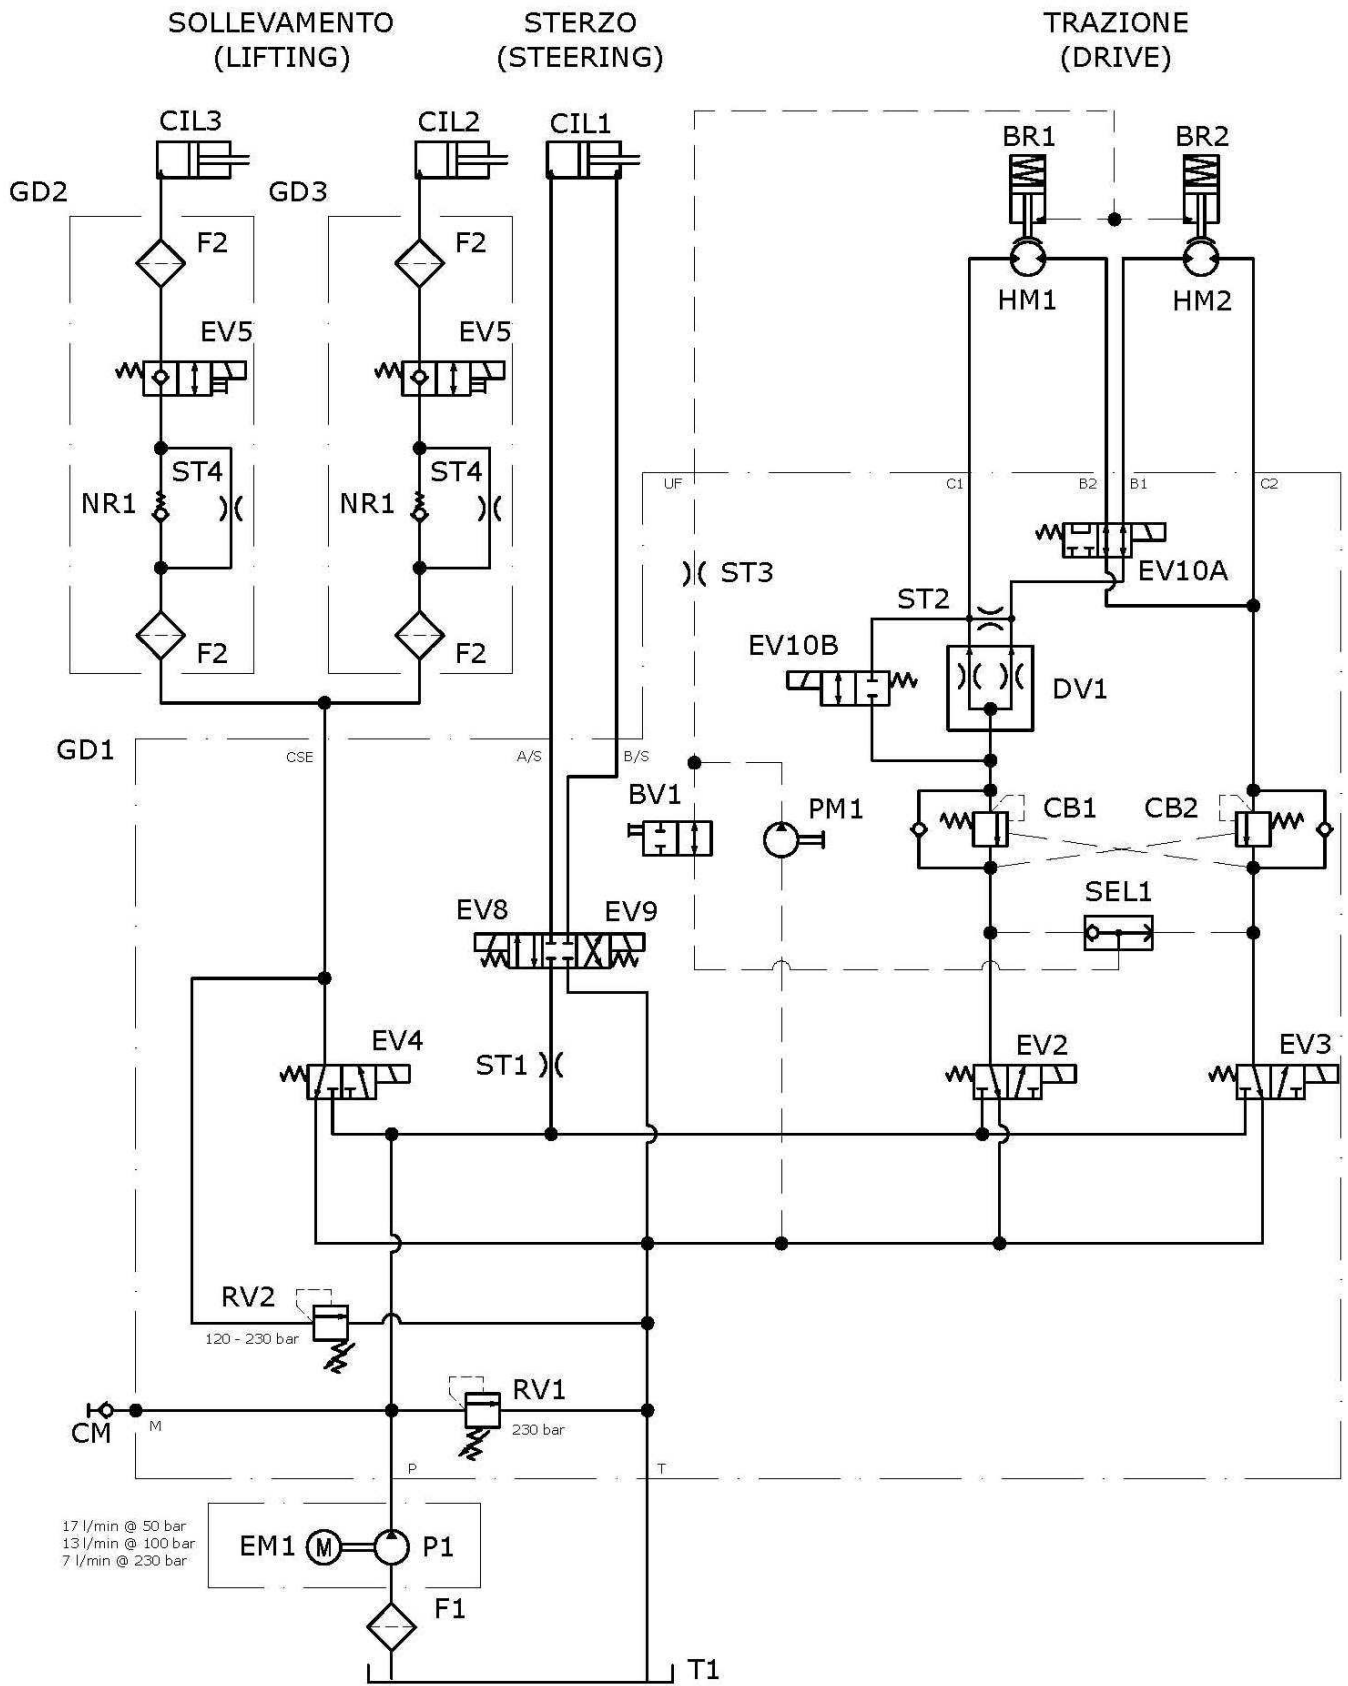 SOLLEVAMENTO
(LIFTING)
STERZO
(STEERING)
TRAZIONE
(DRIVE)
CIL3
CIL2
CIL1
BR1
BR2
GD2
GD3
F2
F2
HM1
HM2
EV5
EV5
ST4
ST4
NR1
NR1
UF
C1
B2
B1
C2
EV10A
ST3
ST2
F2
F2
EV10B
DV1
GD1
CSE
A/S
B/S
BV1
PM1
CB1
CB2
SEL1
EV8
EV9
EV4
ST1
EV2
EV3
RV2
120 - 230 bar
RV1
230 bar
CM
M
P
T
17 l/min @ 50 bar
13 l/min @ 100 bar
7 l/min @ 230 bar
EM1
M
P1
F1
T1